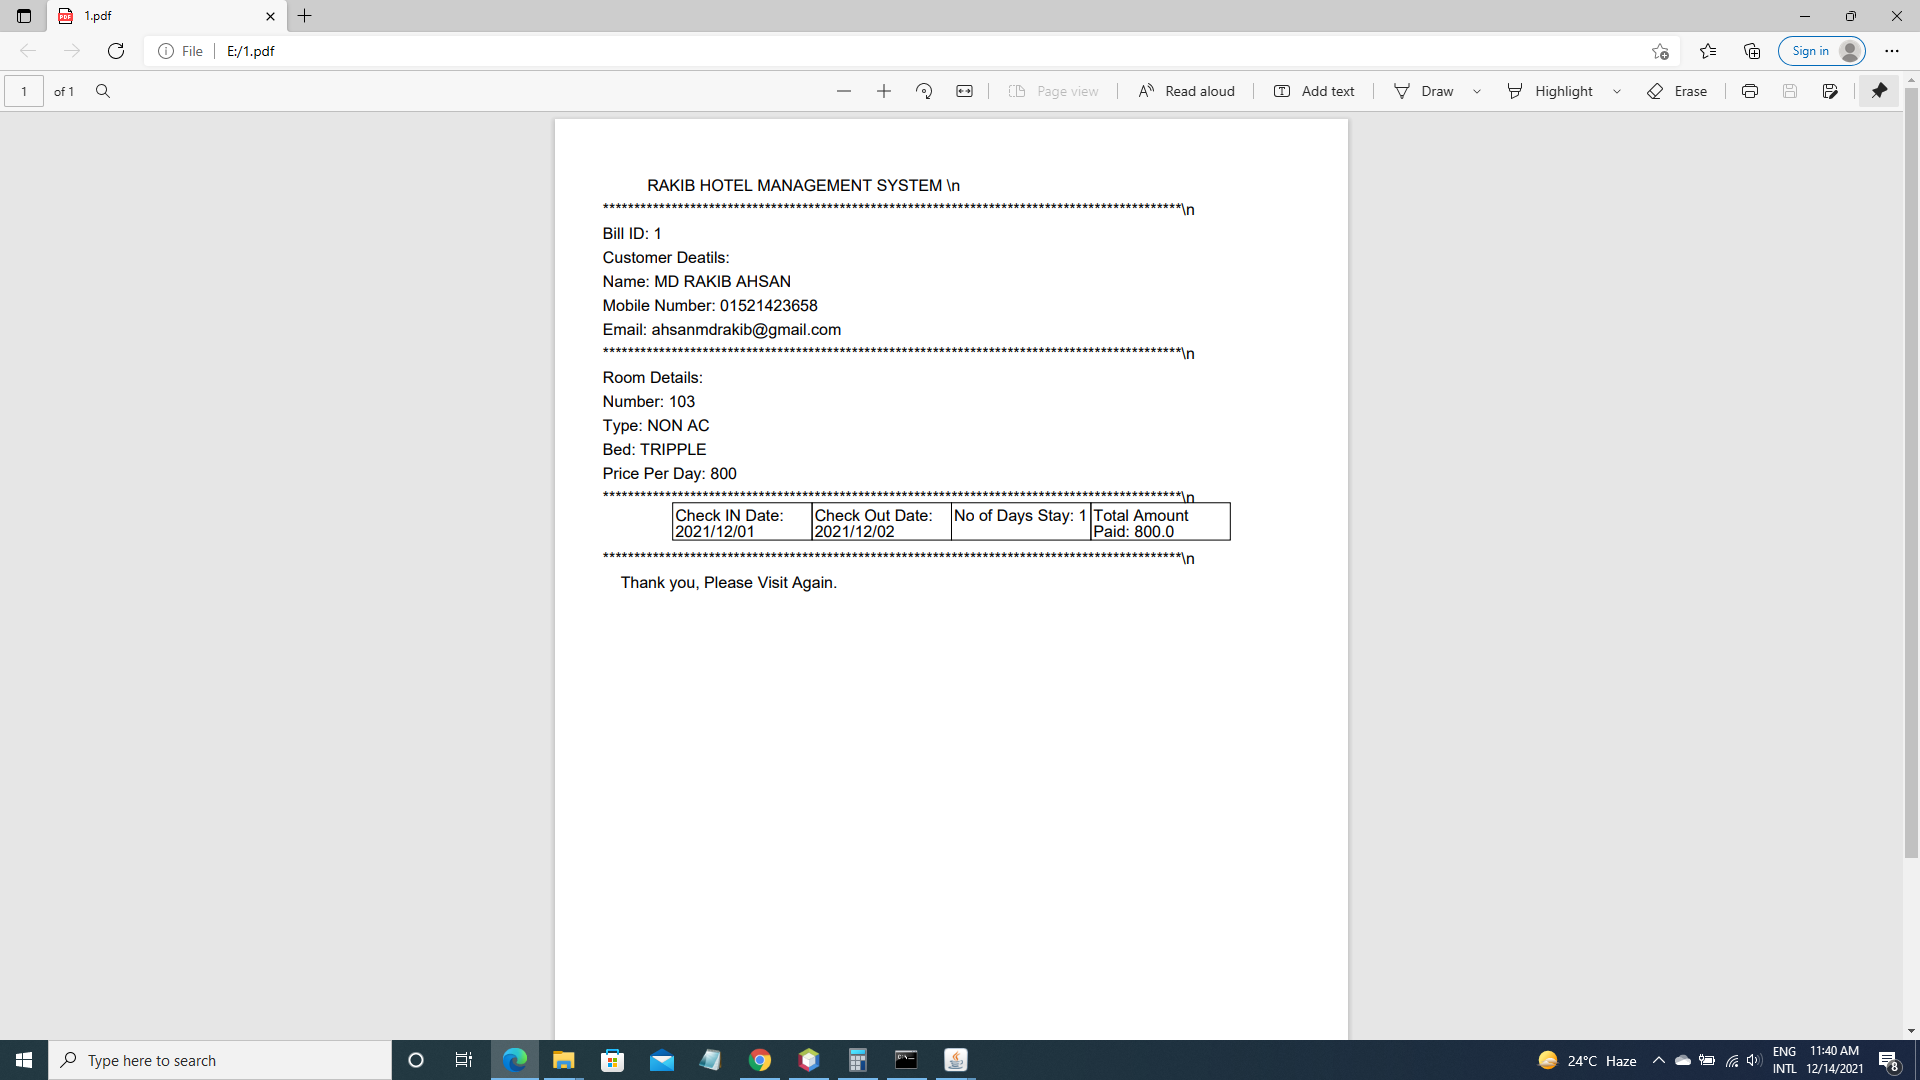 1.pdf
File
E:/1.pdf
Sign in
1 of 1
Page view
Read aloud
Add text
Draw
Highlight
Erase
RAKIB HOTEL MANAGEMENT SYSTEM \n
*********************************************************************************************\n
Bill ID: 1
Customer Deatils:
Name: MD RAKIB AHSAN
Mobile Number: 01521423658
Email: ahsanmdrakib@gmail.com
*********************************************************************************************\n
Room Details:
Number: 103
Type: NON AC
Bed: TRIPPLE
Price Per Day: 800
*********************************************************************************************\n
Check IN Date: 2021/12/01
Check Out Date: 2021/12/02
No of Days Stay: 1
Total Amount Paid: 800.0
*********************************************************************************************\n
Thank you, Please Visit Again.
Type here to search
24°C Haze
ENG
INTL
11:40 AM
12/14/2021
8